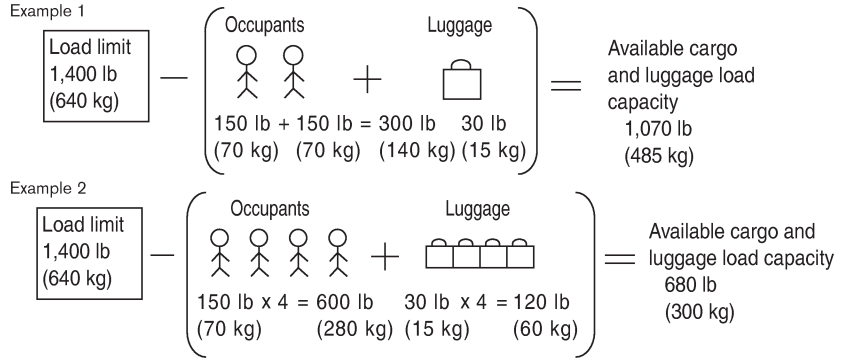 Example 1
Load limit
1,400 lb
(640 kg)
Occupants
Luggage
150 lb + 150 lb = 300 lb 30 lb
(70 kg) (70 kg) (140 kg) (15 kg)
Available cargo
and luggage load
capacity
1,070 lb
(485 kg)
Example 2
Load limit
1,400 lb
(640 kg)
Occupants
Luggage
150 lb x 4 = 600 lb 30 lb x 4 = 120 lb
(70 kg) (280 kg) (15 kg) (60 kg)
Available cargo and
luggage load capacity
680 lb
(300 kg)